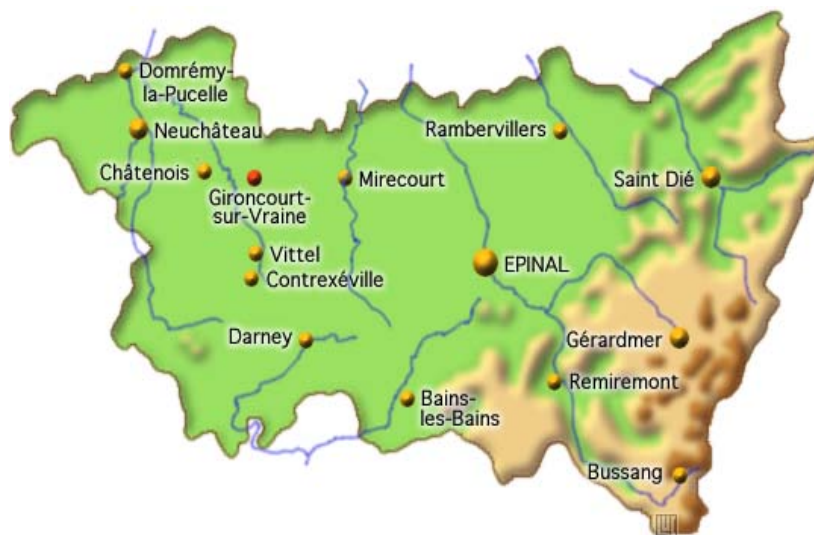 Domrémy-
la-Pucelle
Neuchâteau
Rambervillers
Châtenois
Mirecourt
Saint Dié
Gironcourt-
sur-Vraine
Vittel
EPINAL
Contrexéville
Darney
Gérardmer
Remiremont
Bains-
les-Bains
Bussang